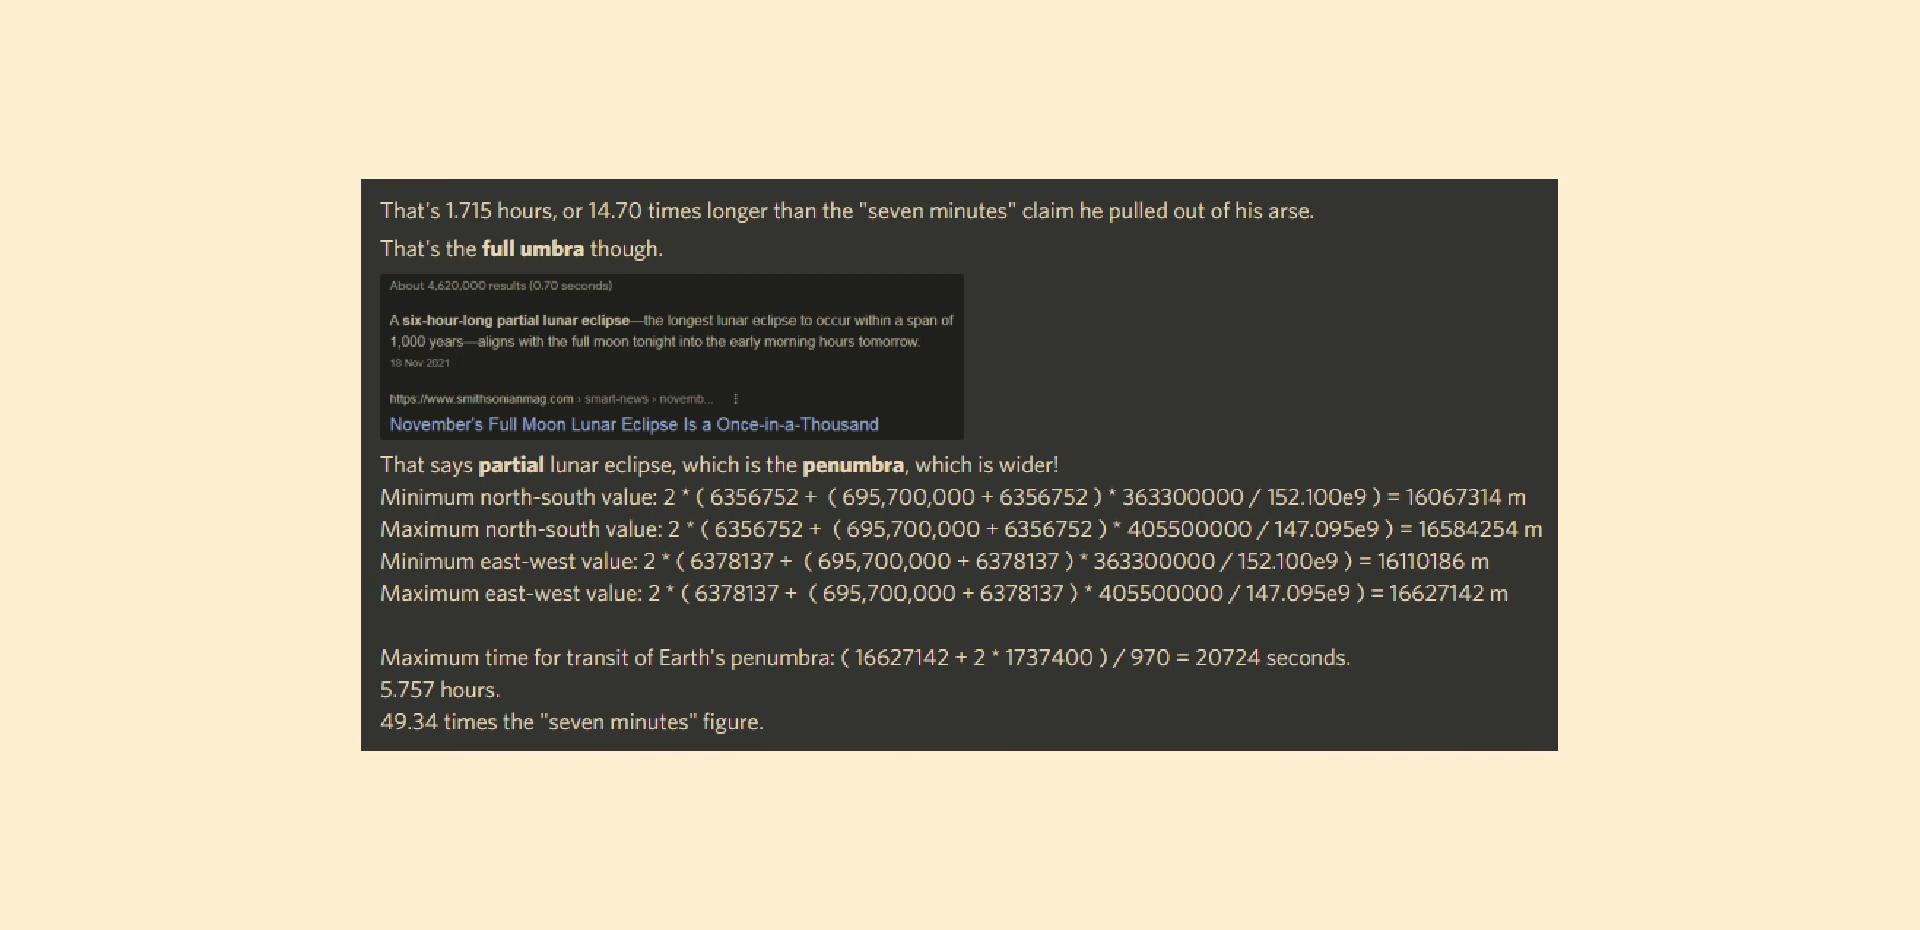 That's 1.715 hours, or 14.70 times longer than the "seven minutes" claim he pulled out of his arse.
That's the full umbra though.
About 4,620,000 results (0.70 seconds)
A six-hour-long partial lunar eclipse—the longest lunar eclipse to occur within a span of
1,000 years—aligns with the full moon tonight into the early morning hours tomorrow.
18 Nov 2021
https://www.smithsonianmag.com › smart-news › novemb... ⋮
November's Full Moon Lunar Eclipse Is a Once-in-a-Thousand
That says partial lunar eclipse, which is the penumbra, which is wider!
Minimum north-south value: 2 * ( 6356752 + ( 695,700,000 + 6356752 ) * 363300000 / 152.100e9 ) = 16067314 m
Maximum north-south value: 2 * ( 6356752 + ( 695,700,000 + 6356752 ) * 405500000 / 147.095e9 ) = 16584254 m
Minimum east-west value: 2 * ( 6378137 + ( 695,700,000 + 6378137 ) * 363300000 / 152.100e9 ) = 16110186 m
Maximum east-west value: 2 * ( 6378137 + ( 695,700,000 + 6378137 ) * 405500000 / 147.095e9 ) = 16627142 m
Maximum time for transit of Earth's penumbra: ( 16627142 + 2 * 1737400 ) / 970 = 20724 seconds.
5.757 hours.
49.34 times the "seven minutes" figure.